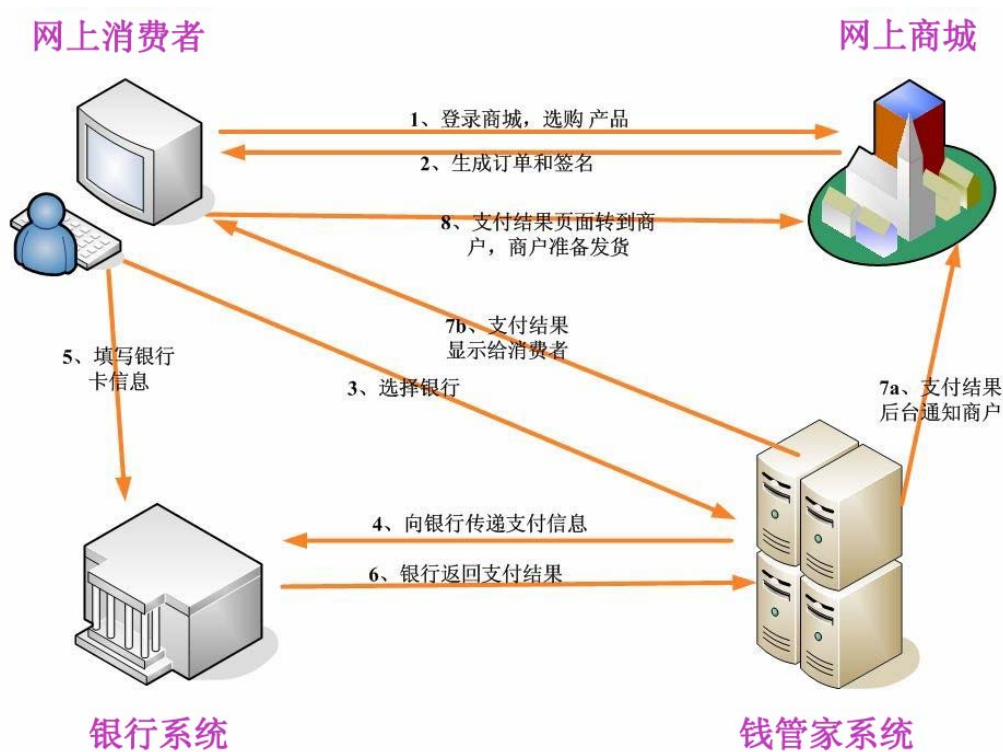 网上消费者
网上商城
1、登录商城，选购 产品
2、生成订单和签名
8、支付结果页面转到商
户，商户准备发货
7b、支付结果
显示给消费者
5、填写银行
卡信息
3、选择银行
7a、支付结果
后台通知商户
4、向银行传递支付信息
6、银行返回支付结果
银行系统
钱管家系统